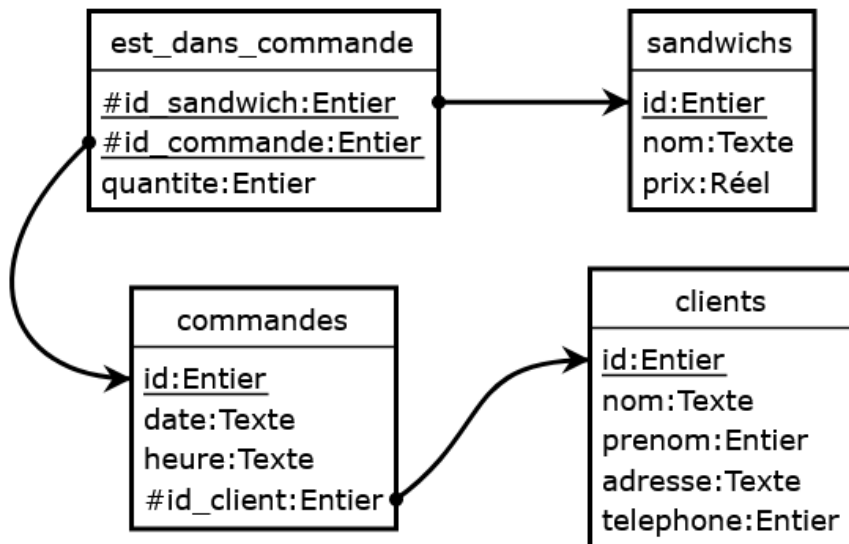 est_dans_commande
#id_sandwich:Entier
#id_commande:Entier
quantite:Entier
sandwichs
id:Entier
nom:Texte
prix:Réel
commandes
id:Entier
date:Texte
heure:Texte
#id_client:Entier
clients
id:Entier
nom:Texte
prenom:Entier
adresse:Texte
telephone:Entier